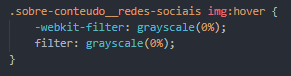 .sobre-conteudo__redes-sociais img:hover {
-webkit-filter: grayscale(0%);
filter: grayscale(0%);
}